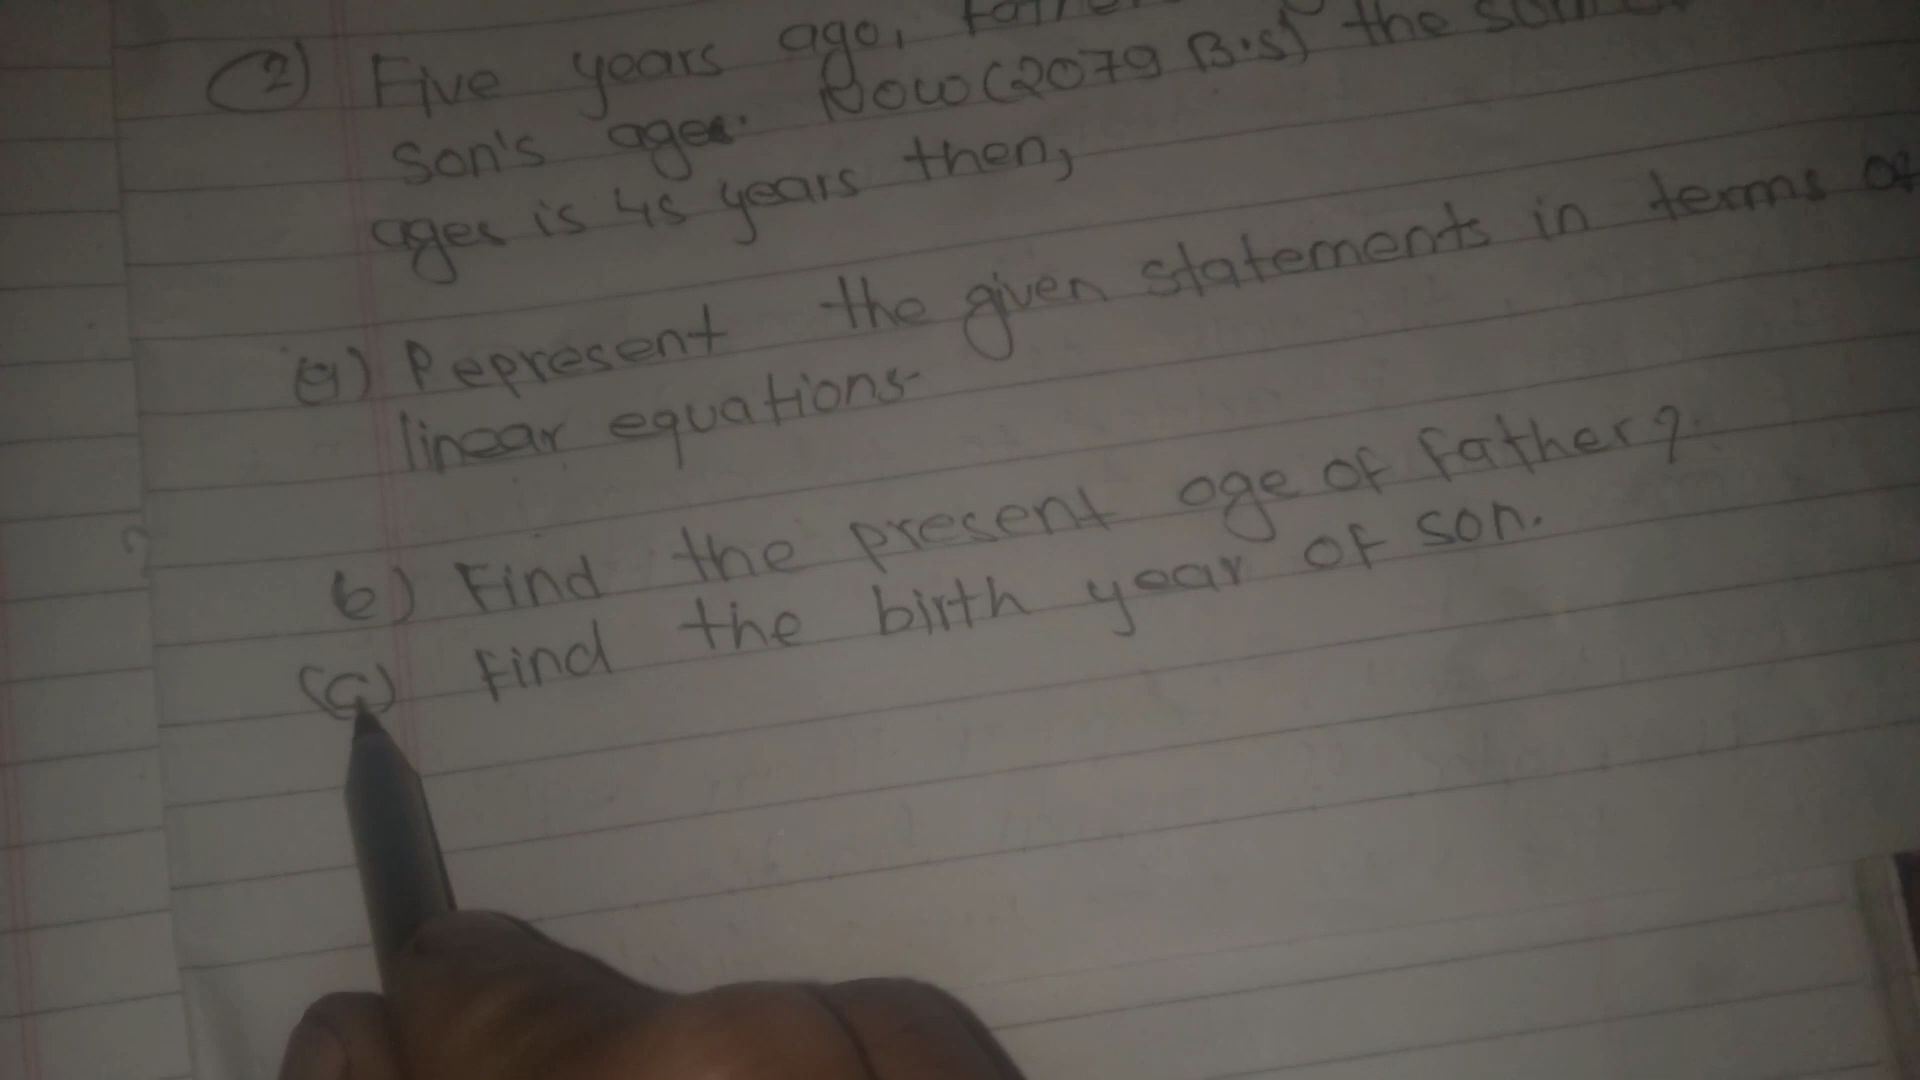 (2) Five years ago,
son's ages. Now (2079 B.S) the
ages is 45 years then,
a) Represent the given statements in terms of
linear equations.
b) Find the present age of father?
(c) Find the birth year of son.